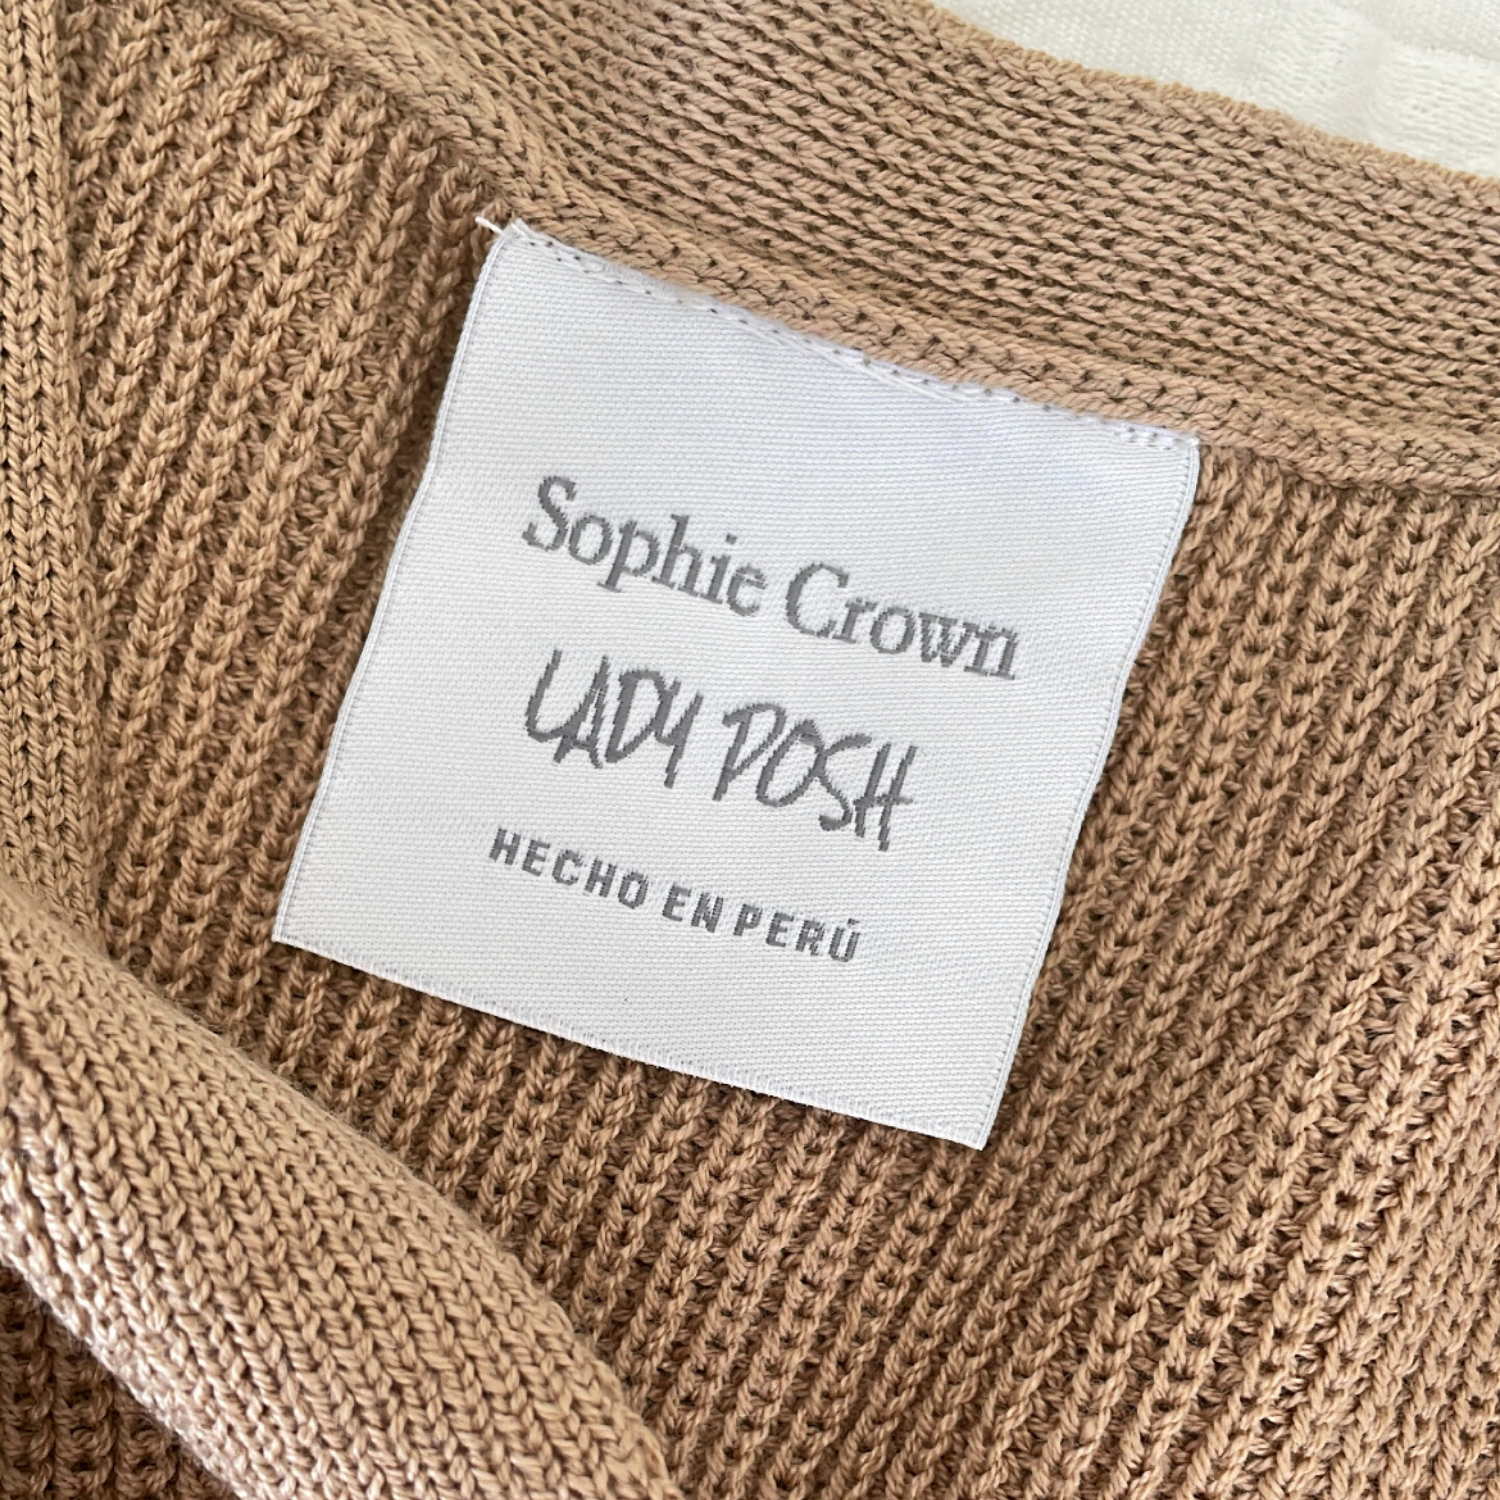 Sophie Crown
LADY POSH
HECHO EN PERÚ